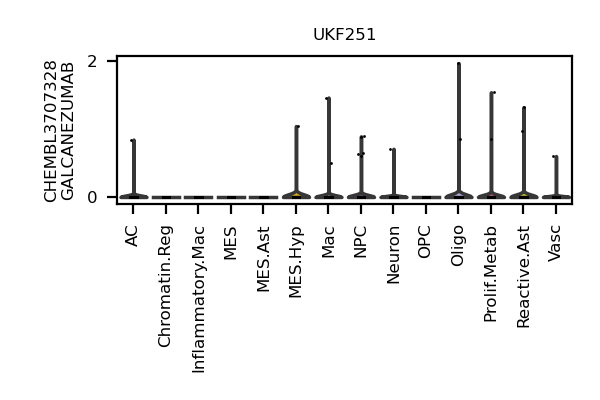 UKF251
CHEMBL3707328
GALCANEZUMAB
2
0
AC
Chromatin.Reg
Inflammatory.Mac
MES
MES.Ast
MES.Hyp
Mac
NPC
Neuron
OPC
Oligo
Prolif.Metab
Reactive.Ast
Vasc